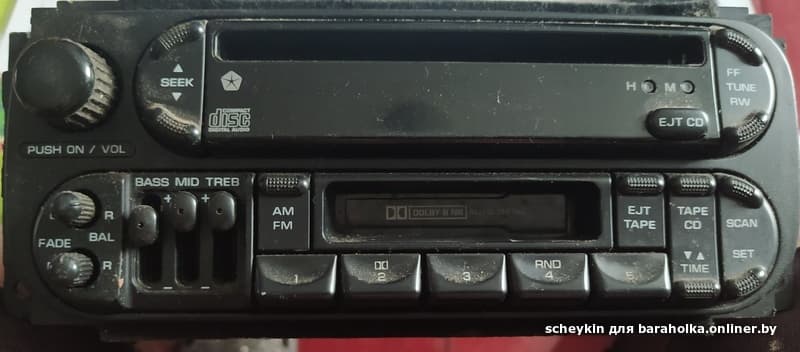 SEEK
FF
TUNE
RW
H M
COMPACT
disc
DIGITAL AUDIO
EJT CD
PUSH ON / VOL
BASS MID TREB
L R
FADE BAL
R
AM
FM
DOLBY B NR
EJT
TAPE
TAPE
CD
SCAN
SET
TIME
1
2
3
RND
4
5
scheykin для baraholka.onliner.by